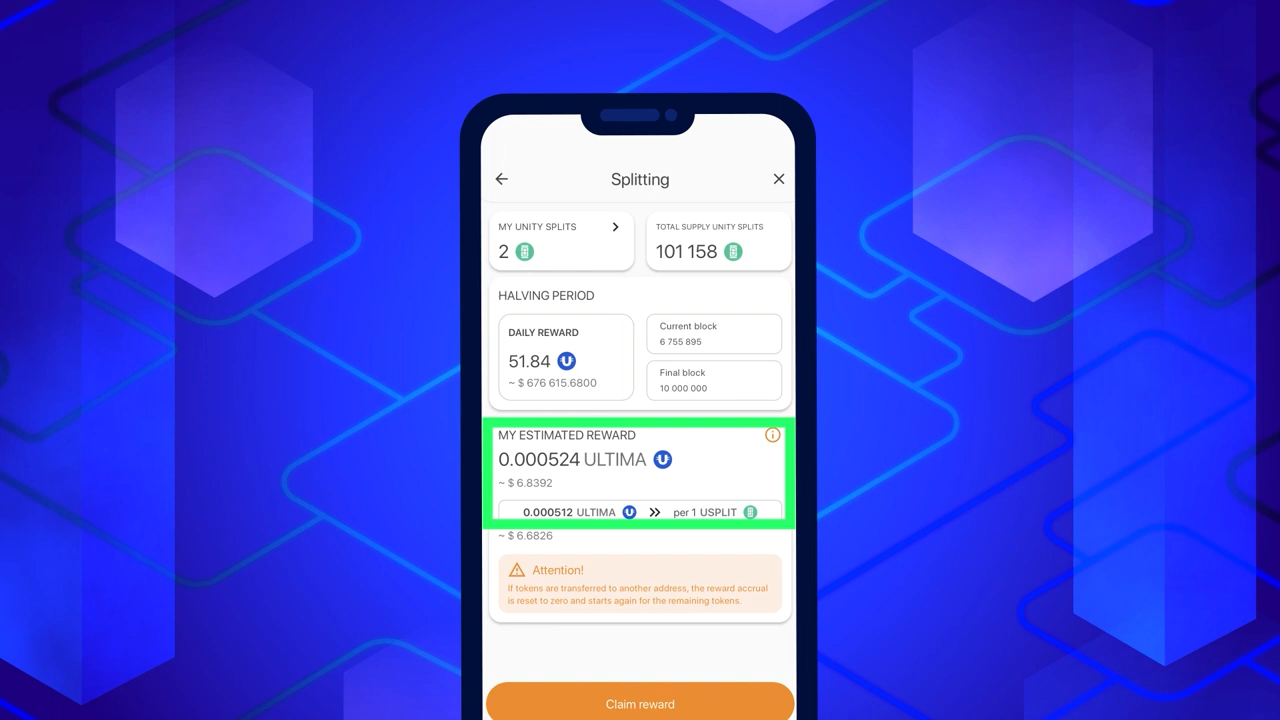 Splitting
MY UNITY SPLITS
2
TOTAL SUPPLY UNITY SPLITS
101 158
HALVING PERIOD
DAILY REWARD
51.84
~ $ 676 615.6800
Current block
6 755 895
Final block
10 000 000
MY ESTIMATED REWARD
0.000524 ULTIMA
~ $ 6.8392
0.000512 ULTIMA per 1 USPLIT
~ $ 6.6826
Attention!
If tokens are transferred to another address, the reward accrual
is reset to zero and starts again for the remaining tokens.
Claim reward